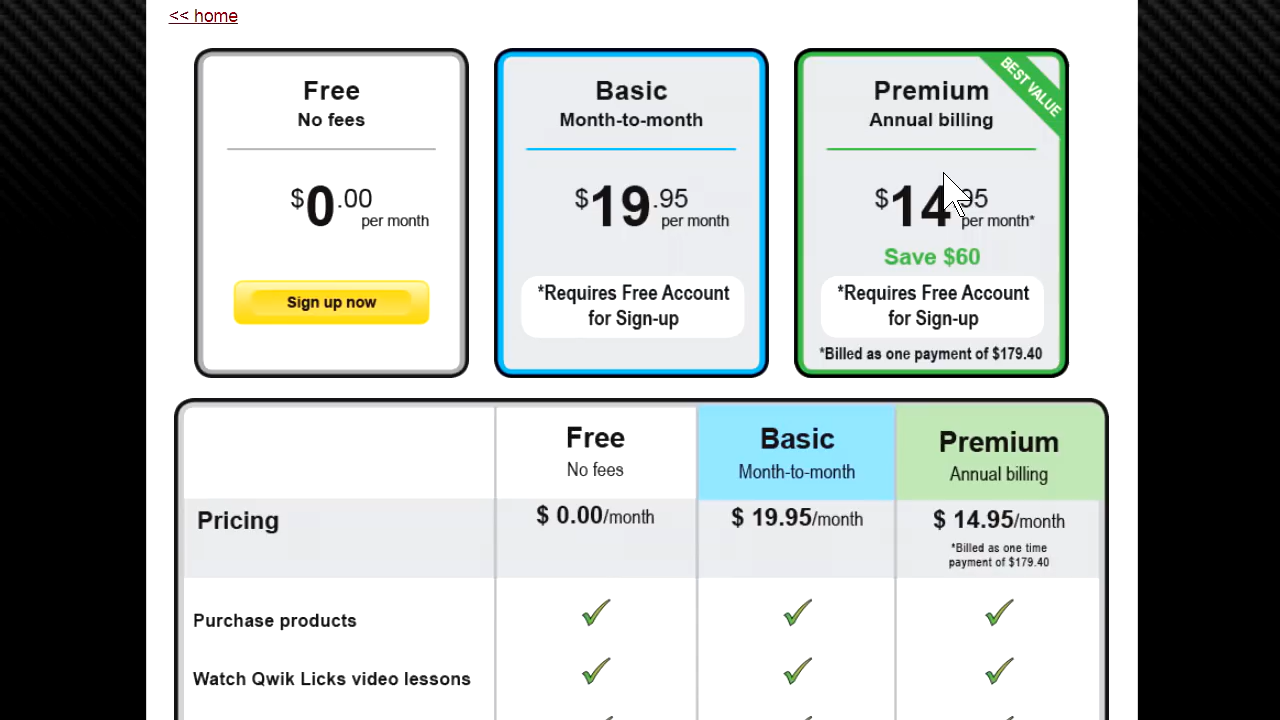 << home
Free
No fees
$0.00
per month
Sign up now
Basic
Month-to-month
$19.95
per month
*Requires Free Account
for Sign-up
BEST VALUE
Premium
Annual billing
$14 95
per month*
Save $60
*Requires Free Account
for Sign-up
*Billed as one payment of $179.40
Free Basic Premium
No fees Month-to-month Annual billing
Pricing $ 0.00/month $ 19.95/month $ 14.95/month
*Billed as one time
payment of $179.40
Purchase products
Watch Qwik Licks video lessons